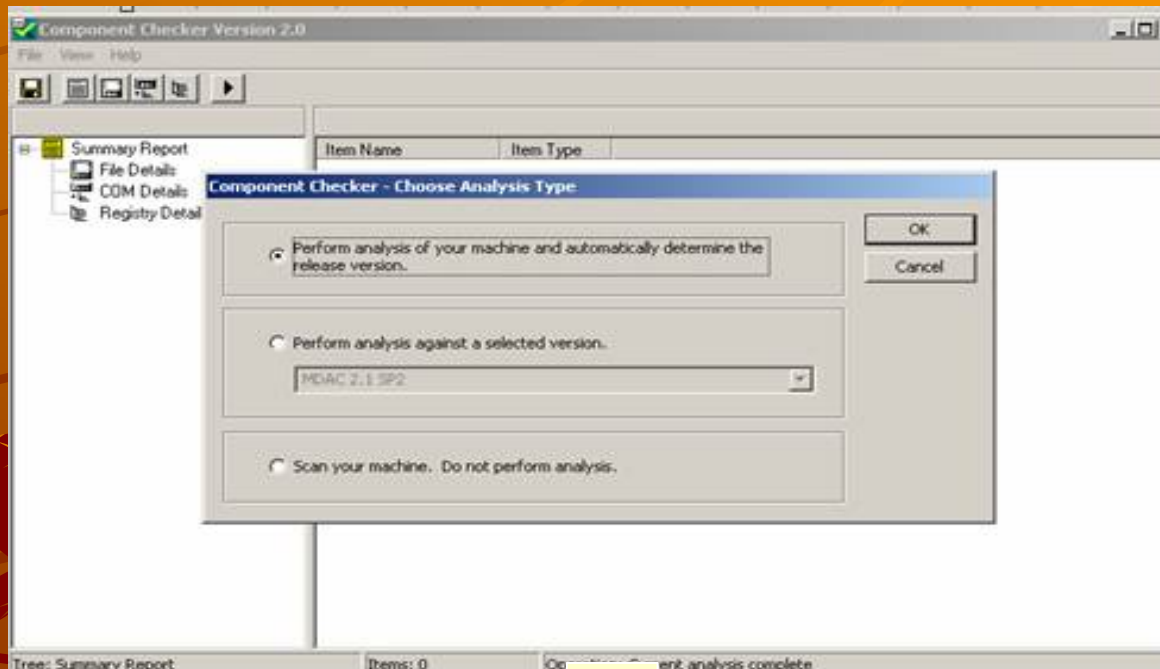 Component Checker Version 2.0
File View Help
Item Name Item Type
Summary Report
File Details
COM Details
Registry Detail
Component Checker - Choose Analysis Type
Perform analysis of your machine and automatically determine the
release version.
OK
Cancel
Perform analysis against a selected version.
MDAC 2.1 SP2
Scan your machine. Do not perform analysis.
Tree: Summary Report Items: 0 analysis complete